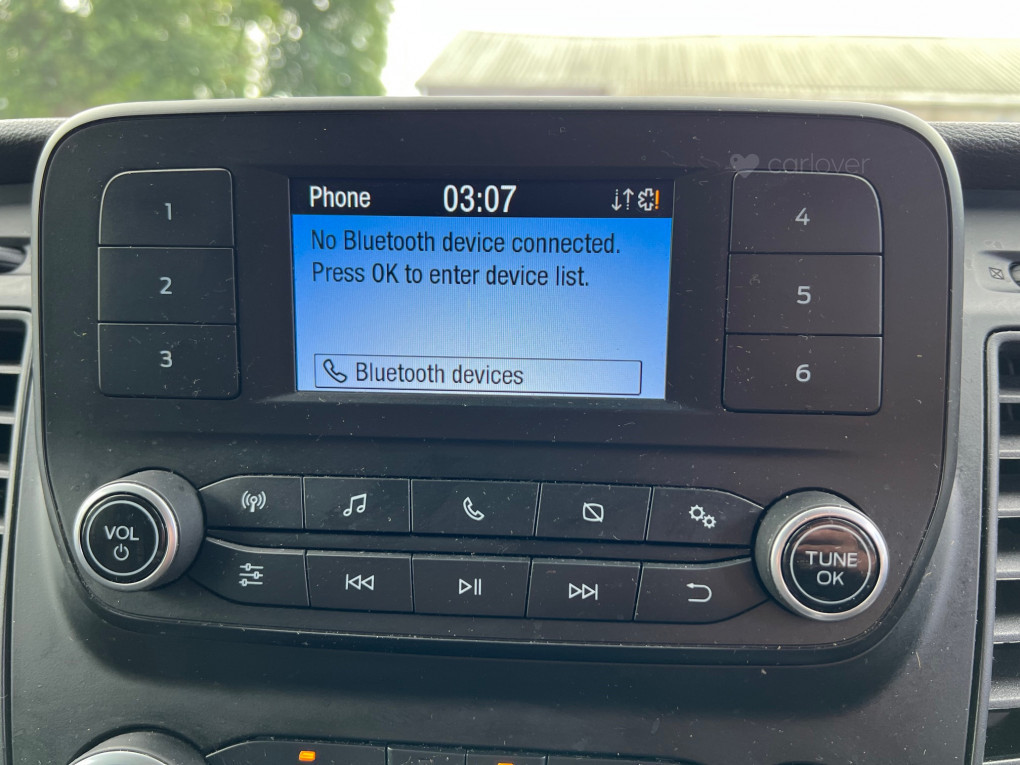 carlover
Phone 03:07
No Bluetooth device connected.
Press OK to enter device list.
Bluetooth devices
1
2
3
4
5
6
VOL
TUNE
OK